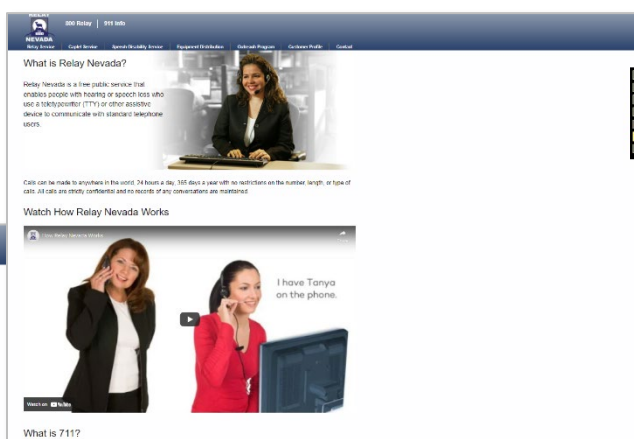 RELAY
NEVADA
800 Relay
911 Info
Relay Service
Caplet Service
Speech Disability Service
Equipment Distribution
Outreach Program
Customer Profile
Contact
What is Relay Nevada?
Relay Nevada is a free public service that
enables people with hearing or speech loss who
use a teletypewriter (TTY) or other assistive
device to communicate with standard telephone
users.
Calls can be made to anywhere in the world, 24 hours a day, 365 days a year with no restrictions on the number, length, or type of
calls. All calls are strictly confidential and no records of any conversations are maintained.
Watch How Relay Nevada Works
How Relay Nevada Works
I have Tanya
on the phone.
Watch on YouTube
What is 711?